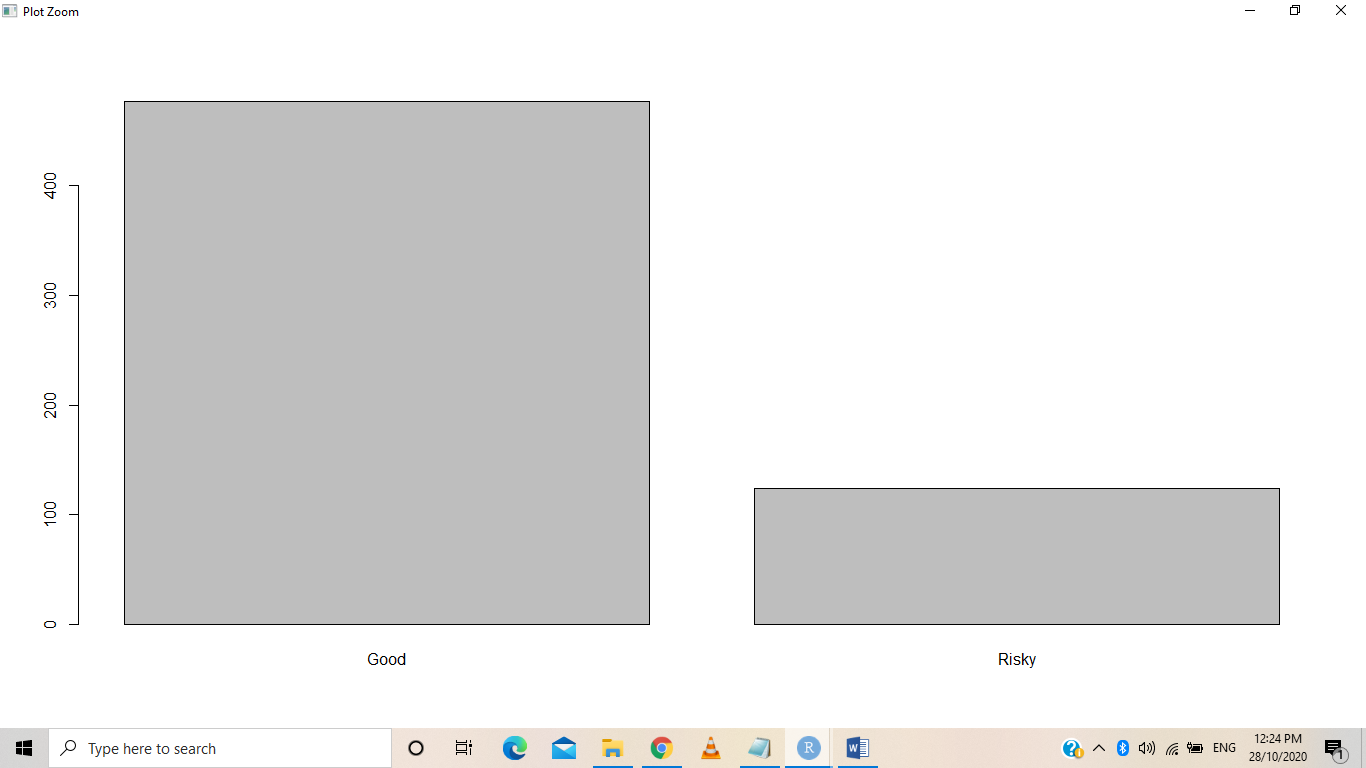 Plot Zoom
400
300
200
100
0
Good
Risky
Type here to search
R
W
?
ENG
12:24 PM
28/10/2020
1